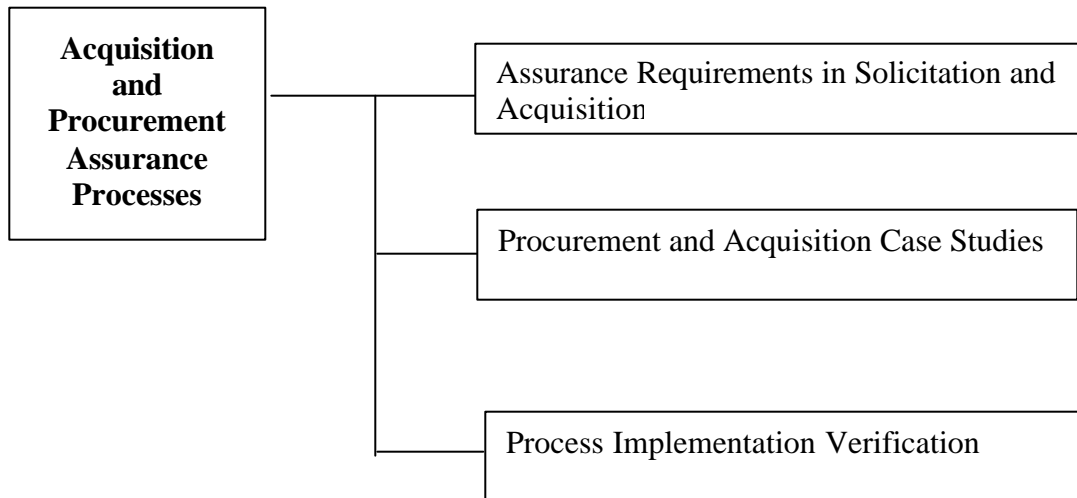 Acquisition
and
Procurement
Assurance
Processes
Assurance Requirements in Solicitation and
Acquisition
Procurement and Acquisition Case Studies
Process Implementation Verification